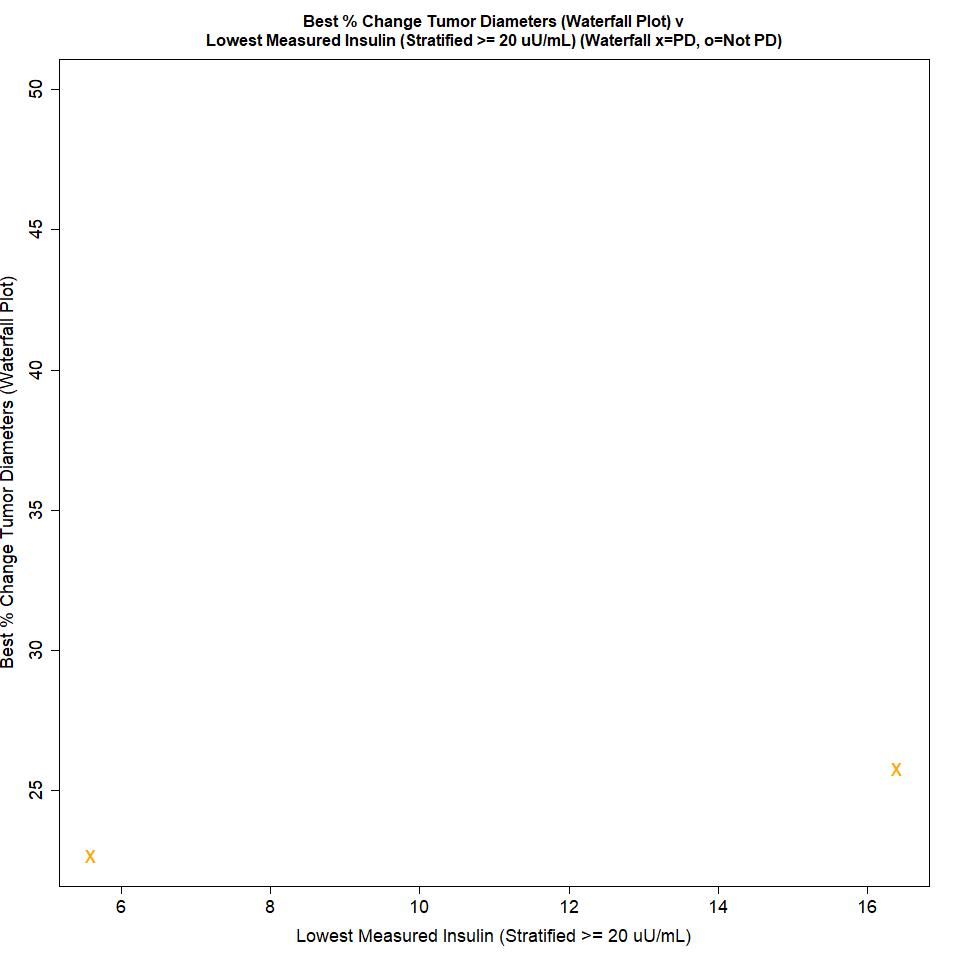 Best % Change Tumor Diameters (Waterfall Plot) v
Lowest Measured Insulin (Stratified >= 20 uU/mL) (Waterfall x=PD, o=Not PD)
Best % Change Tumor Diameters (Waterfall Plot)
50
45
40
35
30
25
X
X
6 8 10 12 14 16
Lowest Measured Insulin (Stratified >= 20 uU/mL)